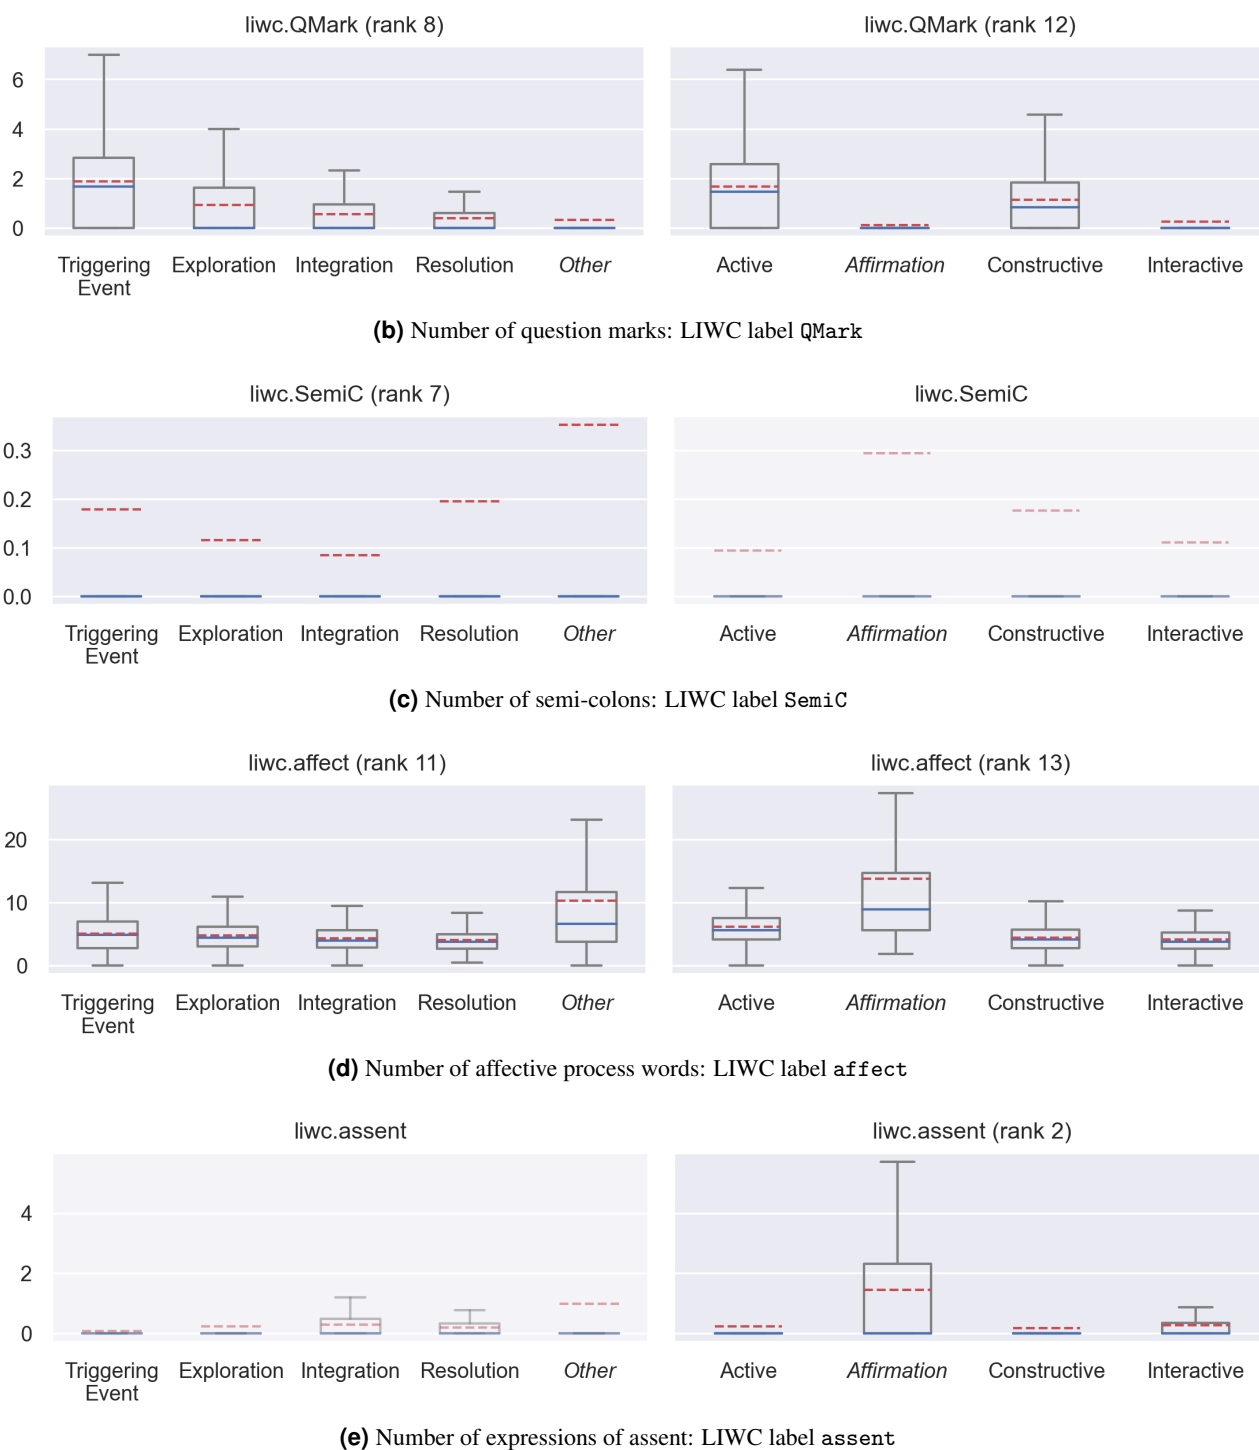 liwc.QMark (rank 8) liwc.QMark (rank 12)
6
4
2
0
Triggering Event Exploration Integration Resolution Other Active Affirmation Constructive Interactive
(b) Number of question marks: LIWC label QMark
liwc.SemiC (rank 7) liwc.SemiC
0.3
0.2
0.1
0.0
Triggering Event Exploration Integration Resolution Other Active Affirmation Constructive Interactive
(c) Number of semi-colons: LIWC label SemiC
liwc.affect (rank 11) liwc.affect (rank 13)
20
10
0
Triggering Event Exploration Integration Resolution Other Active Affirmation Constructive Interactive
(d) Number of affective process words: LIWC label affect
liwc.assent liwc.assent (rank 2)
4
2
0
Triggering Event Exploration Integration Resolution Other Active Affirmation Constructive Interactive
(e) Number of expressions of assent: LIWC label assent